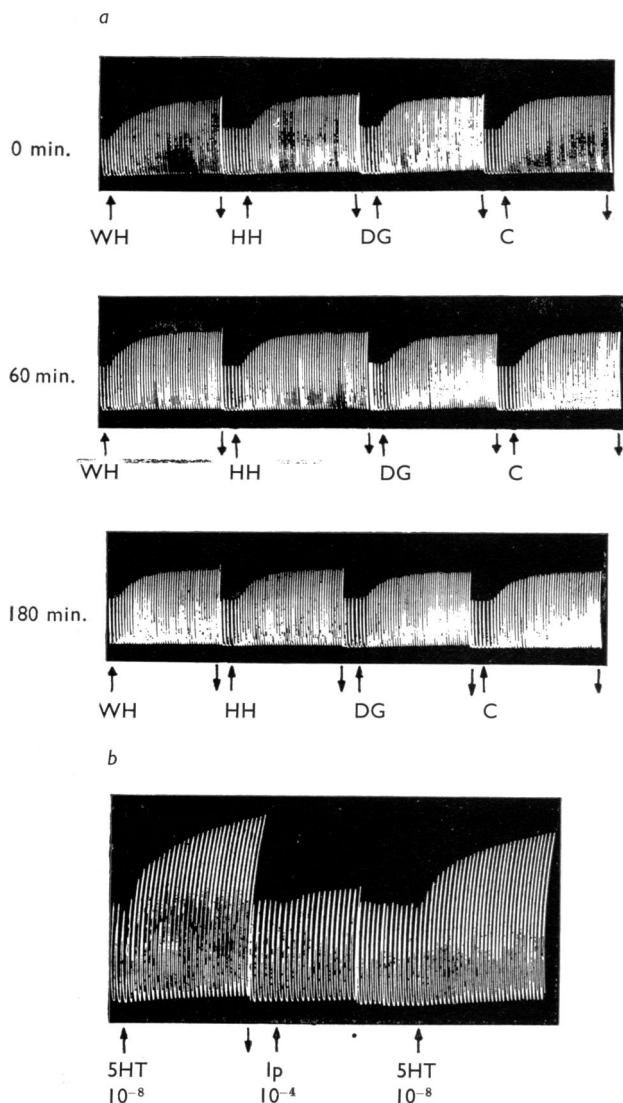 a
0 min.
WH HH DG C
60 min.
WH HH DG C
180 min.
WH HH DG C
b
5HT Ip 5HT
10⁻⁸ 10⁻⁴ 10⁻⁸